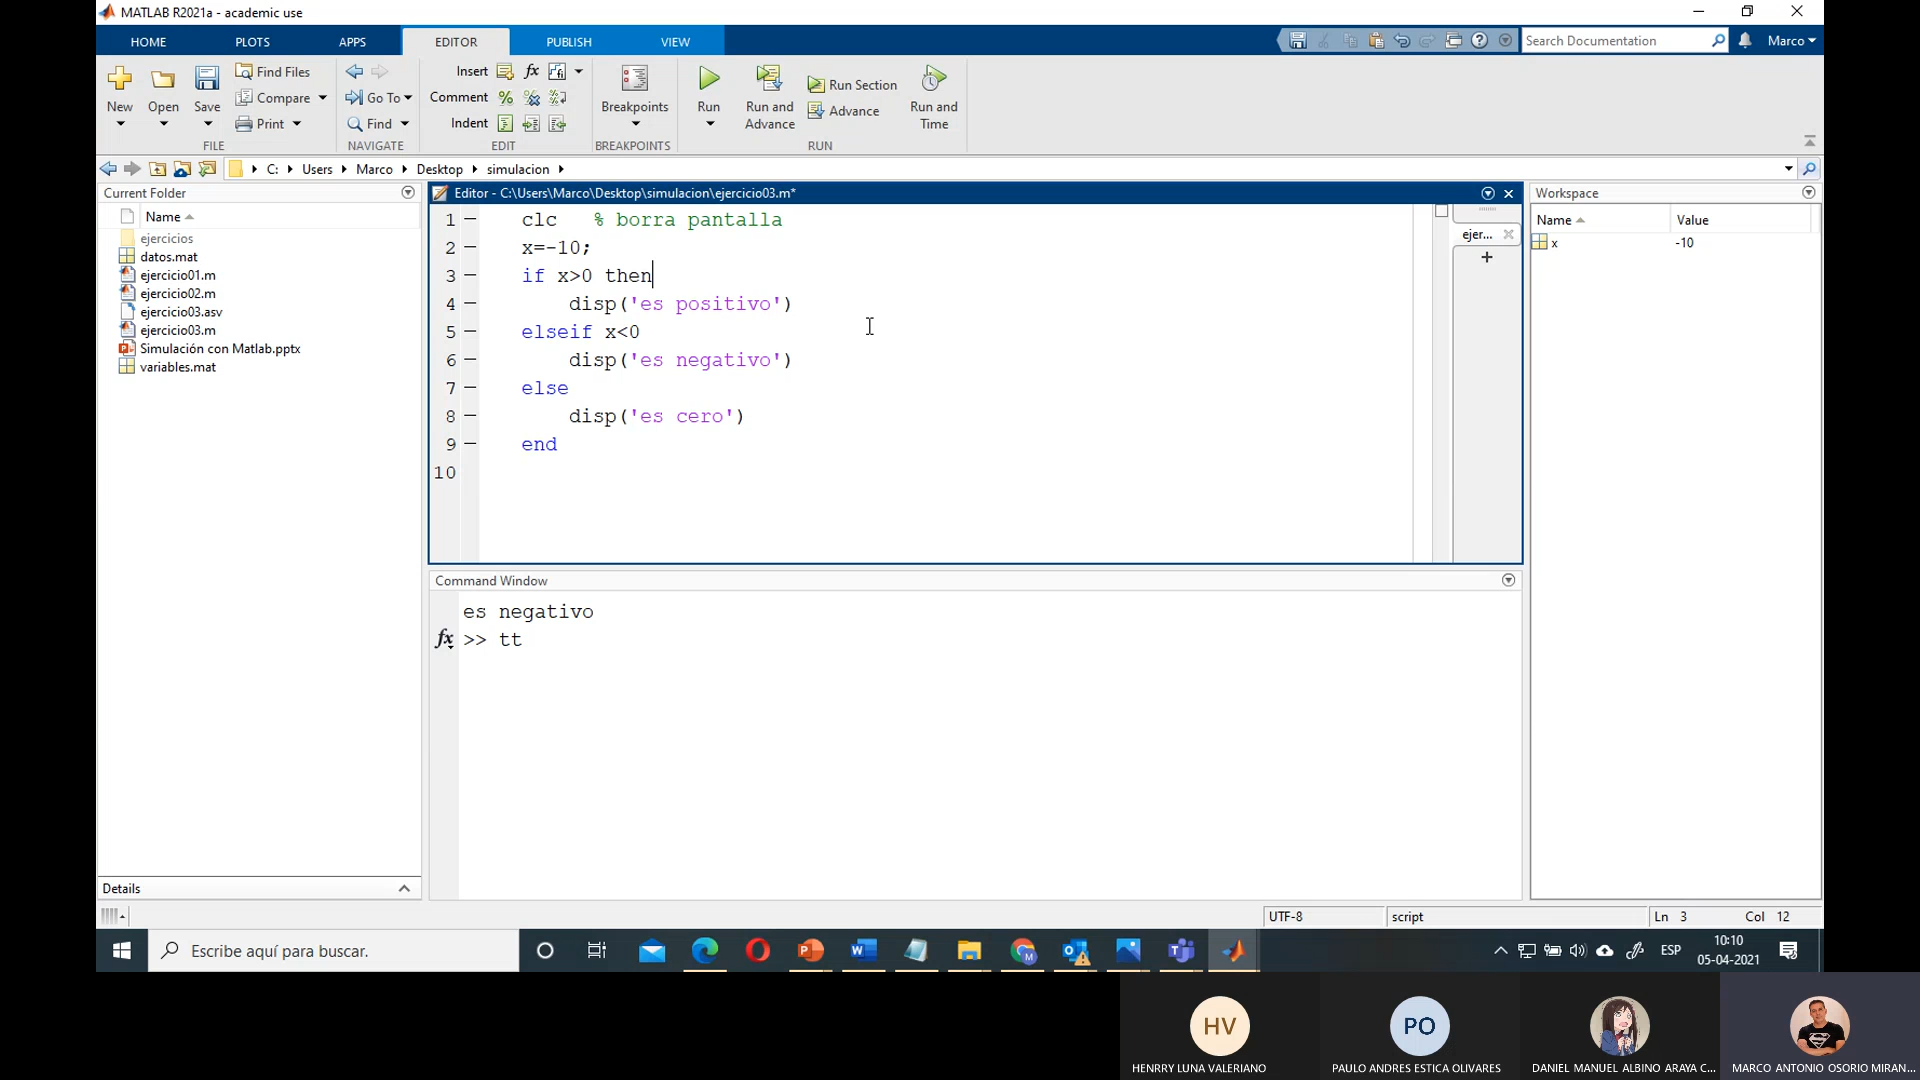 MATLAB R2021a - academic use
HOME PLOTS APPS EDITOR PUBLISH VIEW
Search Documentation
Marco
New
Open
Save
Find Files
Compare
Print
FILE
Go To
Find
NAVIGATE
Insert
fx
Comment
Indent
EDIT
Breakpoints
BREAKPOINTS
Run
Run and Advance
Run Section
Advance
Run and Time
RUN
C: Users Marco Desktop simulacion
Current Folder
Name
ejercicios
datos.mat
ejercicio01.m
ejercicio02.m
ejercicio03.asv
ejercicio03.m
Simulación con Matlab.pptx
variables.mat
Details
Editor - C:\Users\Marco\Desktop\simulacion\ejercicio03.m*
ejer...
1 clc % borra pantalla
2 x=-10;
3 if x>0 then
4 disp('es positivo')
5 elseif x<0
6 disp('es negativo')
7 else
8 disp('es cero')
9 end
10
Command Window
es negativo
fx >> tt
Workspace
Name Value
x -10
UTF-8 script Ln 3 Col 12
Escribe aquí para buscar.
ESP
10:10
05-04-2021
HV
HENRRY LUNA VALERIANO
PO
PAULO ANDRES ESTICA OLIVARES
DANIEL MANUEL ALBINO ARAYA C...
MARCO ANTONIO OSORIO MIRAN...